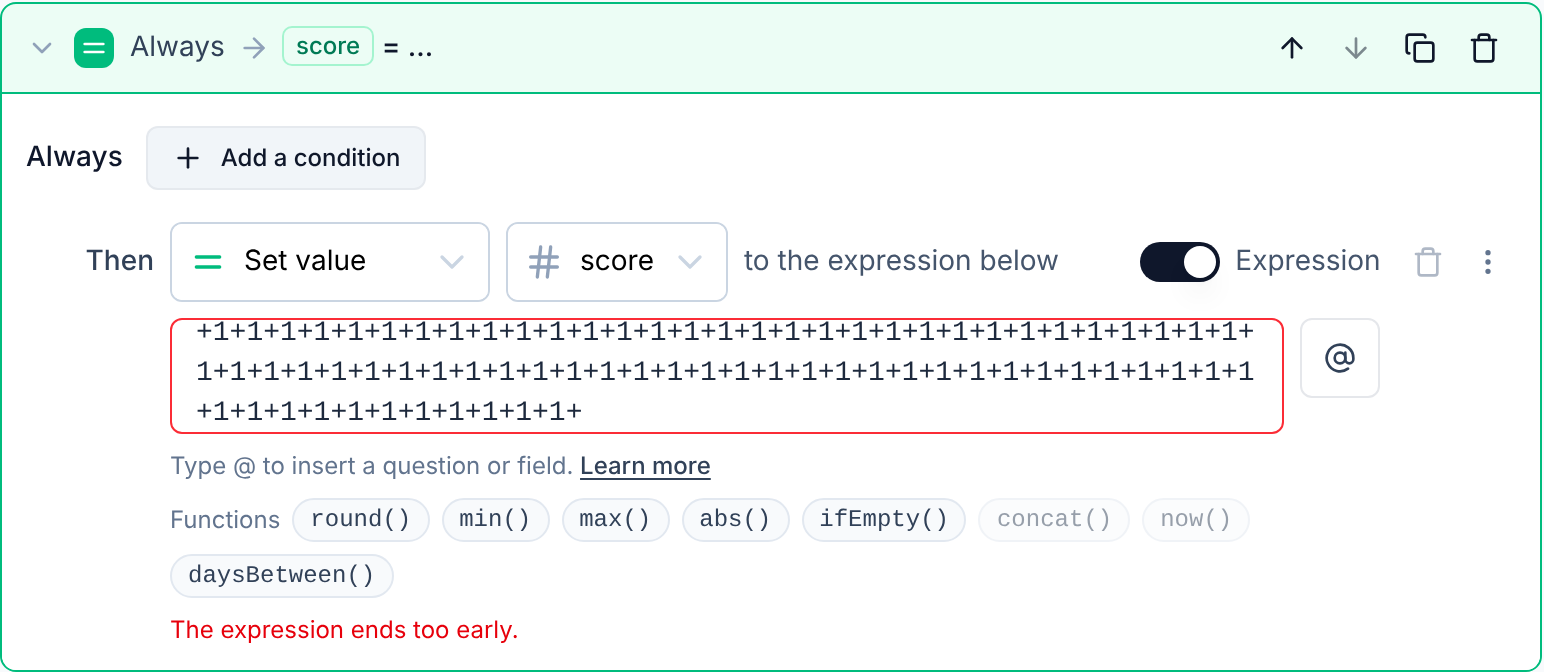 Always → score = ...
Always + Add a condition
Then Set value # score to the expression below Expression
+1+1+1+1+1+1+1+1+1+1+1+1+1+1+1+1+1+1+1+1+1+1+1+1+1+1+1+1+1+1+1+
1+1+1+1+1+1+1+1+1+1+1+1+1+1+1+1+1+1+1+1+1+1+1+1+1+1+1+1+1+1+1+1
+1+1+1+1+1+1+1+1+1+1+1+
@
Type @ to insert a question or field. Learn more
Functions round() min() max() abs() ifEmpty() concat() now()
daysBetween()
The expression ends too early.